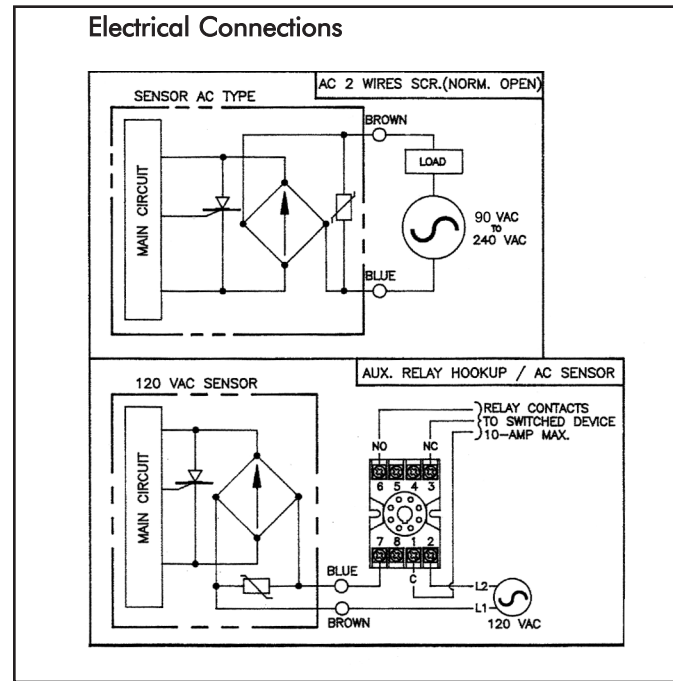 Electrical Connections
AC 2 WIRES SCR.(NORM. OPEN)
SENSOR AC TYPE
MAIN CIRCUIT
BROWN
LOAD
90 VAC
TO
240 VAC
BLUE
AUX. RELAY HOOKUP / AC SENSOR
120 VAC SENSOR
MAIN CIRCUIT
RELAY CONTACTS
TO SWITCHED DEVICE
10-AMP MAX.
NO NC
6 5 4 3
7 8 1 2
C
BLUE
BROWN
L2
L1
120 VAC